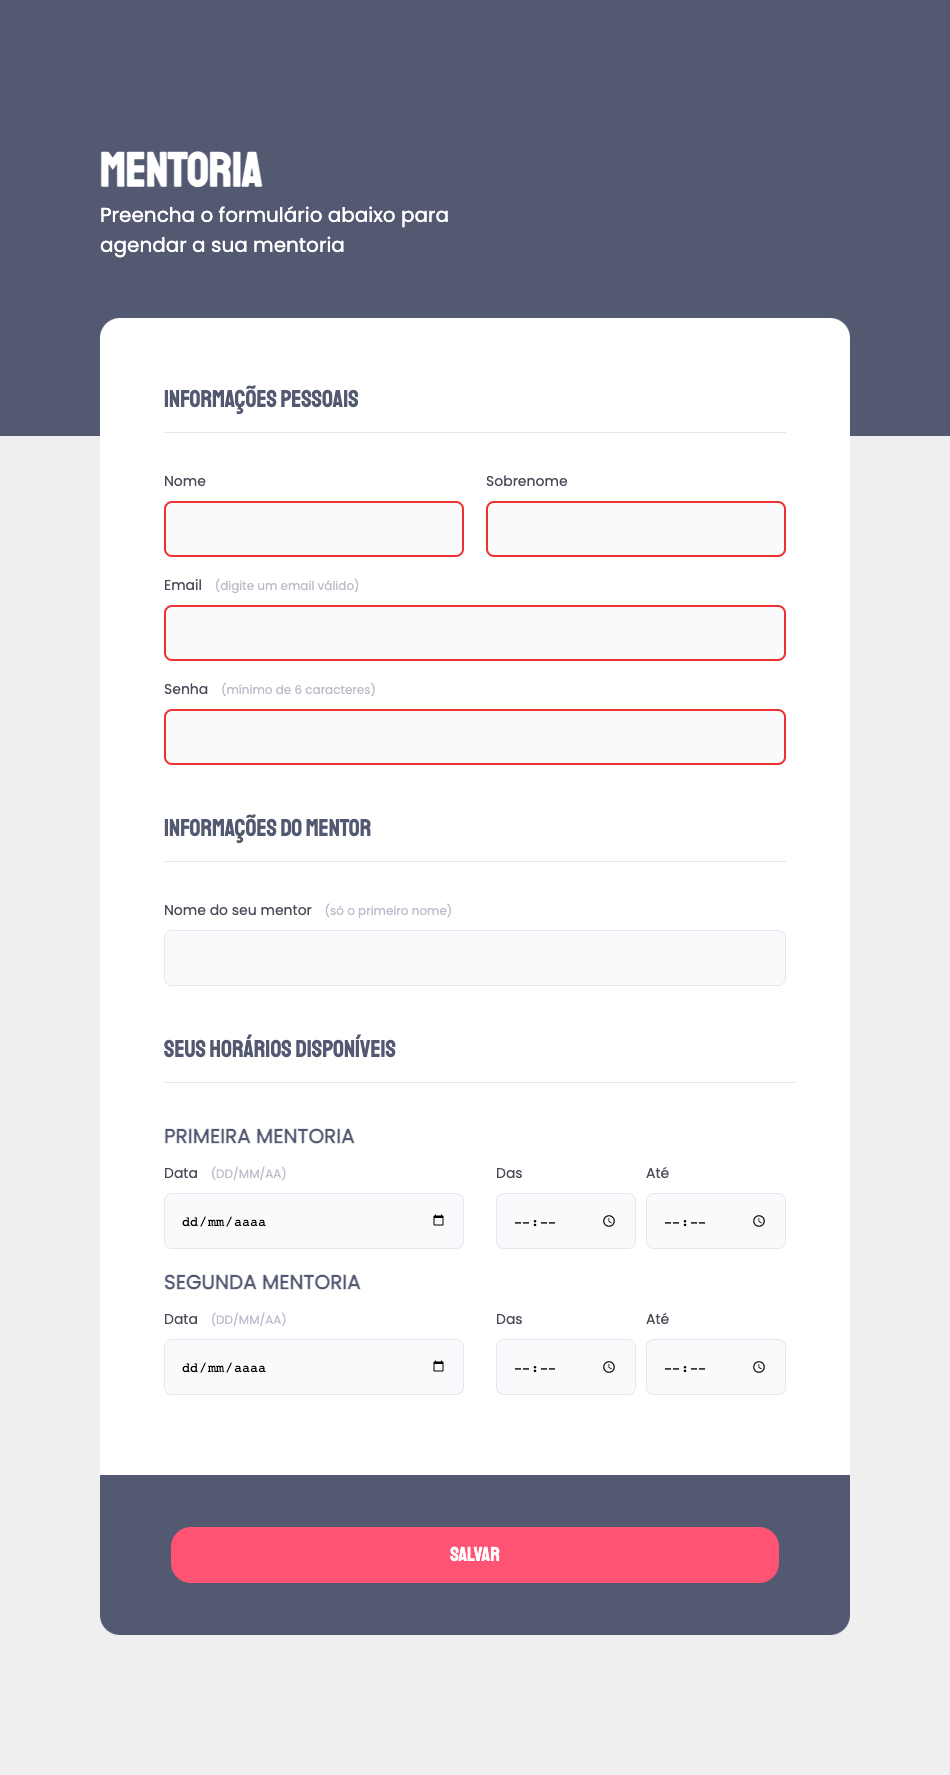 MENTORIA
Preencha o formulário abaixo para
agendar a sua mentoria
INFORMAÇÕES PESSOAIS
Nome Sobrenome
Email (digite um email válido)
Senha (mínimo de 6 caracteres)
INFORMAÇÕES DO MENTOR
Nome do seu mentor (só o primeiro nome)
SEUS HORÁRIOS DISPONÍVEIS
PRIMEIRA MENTORIA
Data (DD/MM/AA) Das Até
dd/mm/aaaa --:-- --:--
SEGUNDA MENTORIA
Data (DD/MM/AA) Das Até
dd/mm/aaaa --:-- --:--
SALVAR